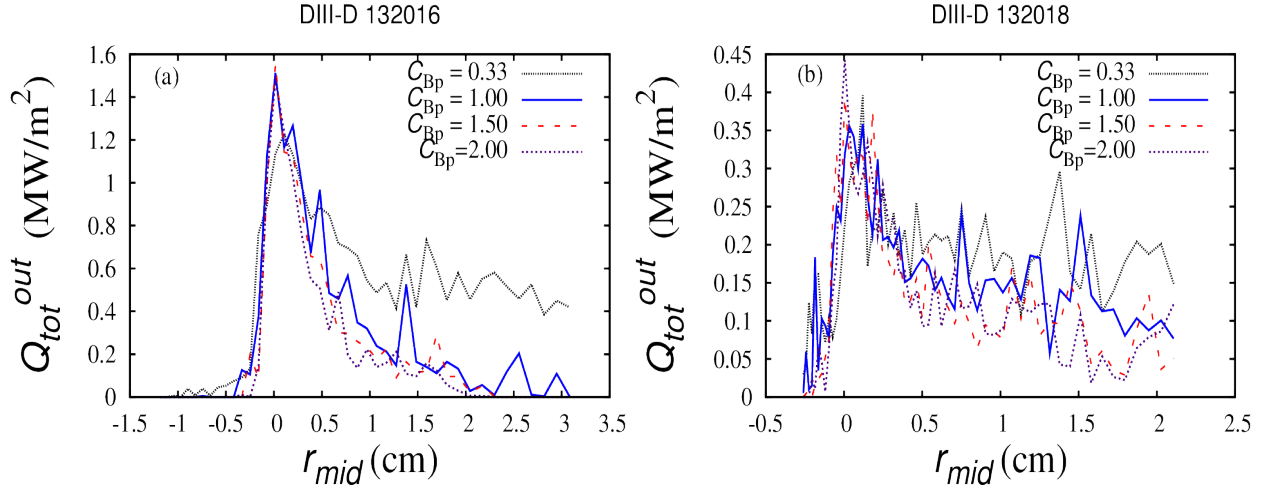 DIII-D 132016
(a)
C_Bp = 0.33
C_Bp = 1.00
C_Bp = 1.50
C_Bp=2.00
Q_tot^out (MW/m²)
1.6
1.4
1.2
1
0.8
0.6
0.4
0.2
0
-1.5 -1 -0.5 0 0.5 1 1.5 2 2.5 3 3.5
r_mid (cm)
DIII-D 132018
(b)
C_Bp = 0.33
C_Bp = 1.00
C_Bp = 1.50
C_Bp=2.00
Q_tot^out (MW/m²)
0.45
0.4
0.35
0.3
0.25
0.2
0.15
0.1
0.05
0
-0.5 0 0.5 1 1.5 2 2.5
r_mid (cm)